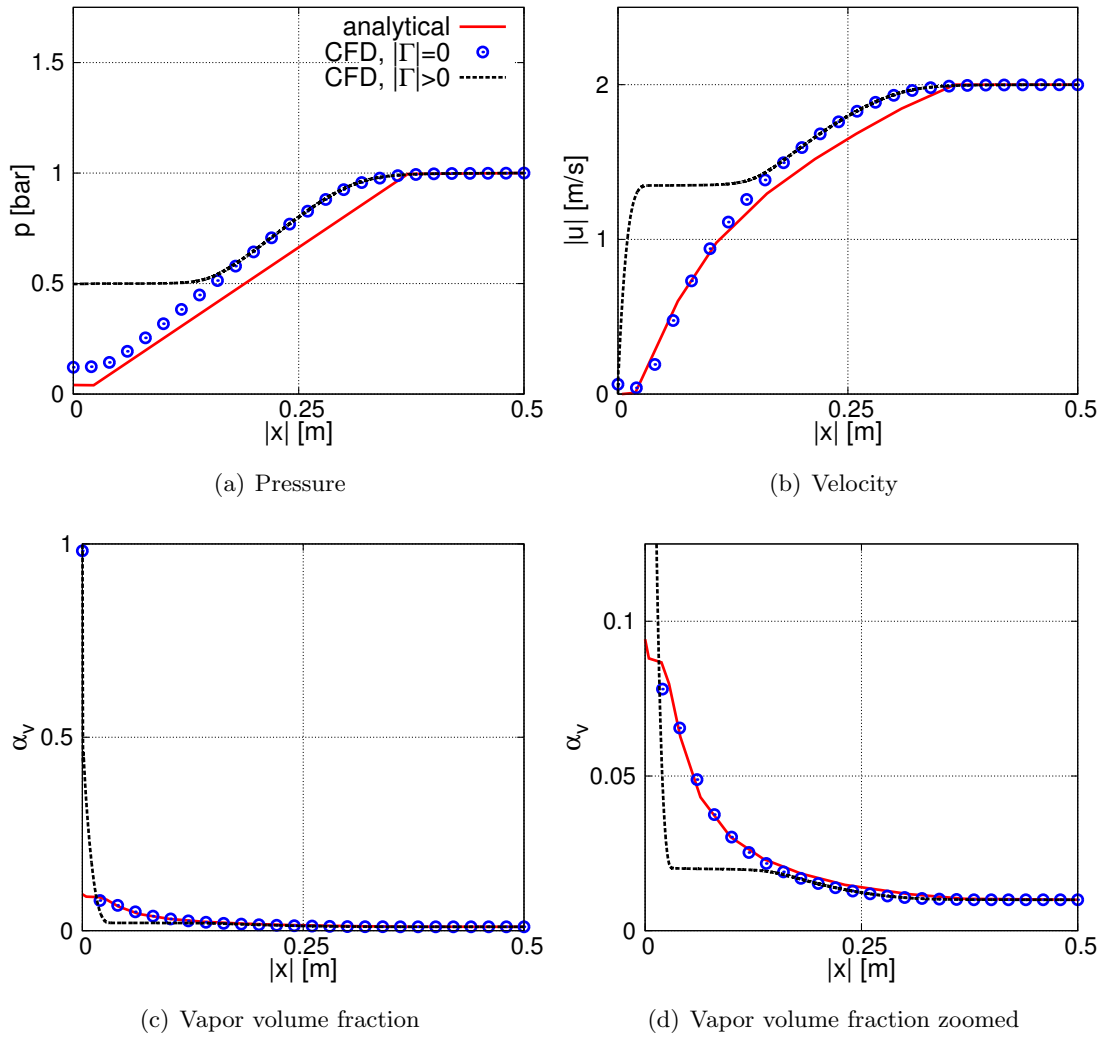 analytical
CFD, |Γ|=0
CFD, |Γ|>0
p [bar]
1.5
1
0.5
0
0
0.25
0.5
|x| [m]
(a) Pressure
|u| [m/s]
2
1
0
0
0.25
0.5
|x| [m]
(b) Velocity
αv
1
0.5
0
0
0.25
0.5
|x| [m]
(c) Vapor volume fraction
αv
0.1
0.05
0
0
0.25
0.5
|x| [m]
(d) Vapor volume fraction zoomed